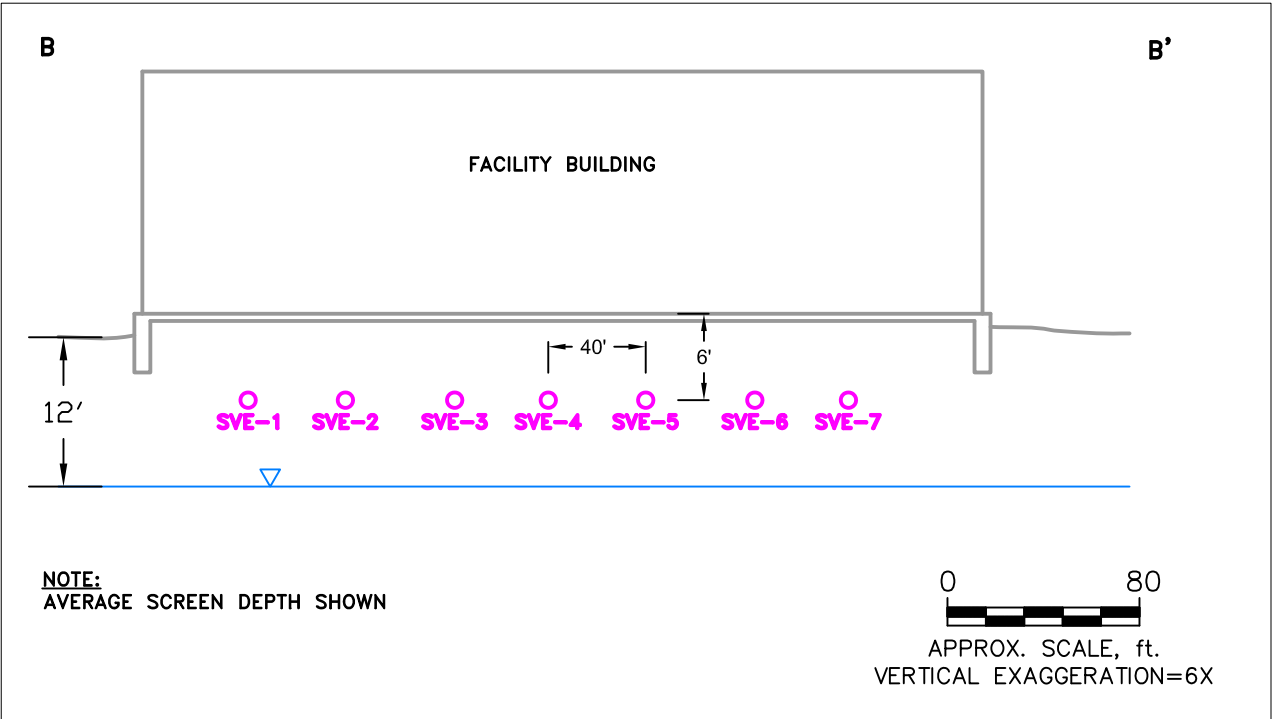 B
B'
FACILITY BUILDING
40'
6'
12'
SVE-1
SVE-2
SVE-3
SVE-4
SVE-5
SVE-6
SVE-7
NOTE:
AVERAGE SCREEN DEPTH SHOWN
0
80
APPROX. SCALE, ft.
VERTICAL EXAGGERATION=6X